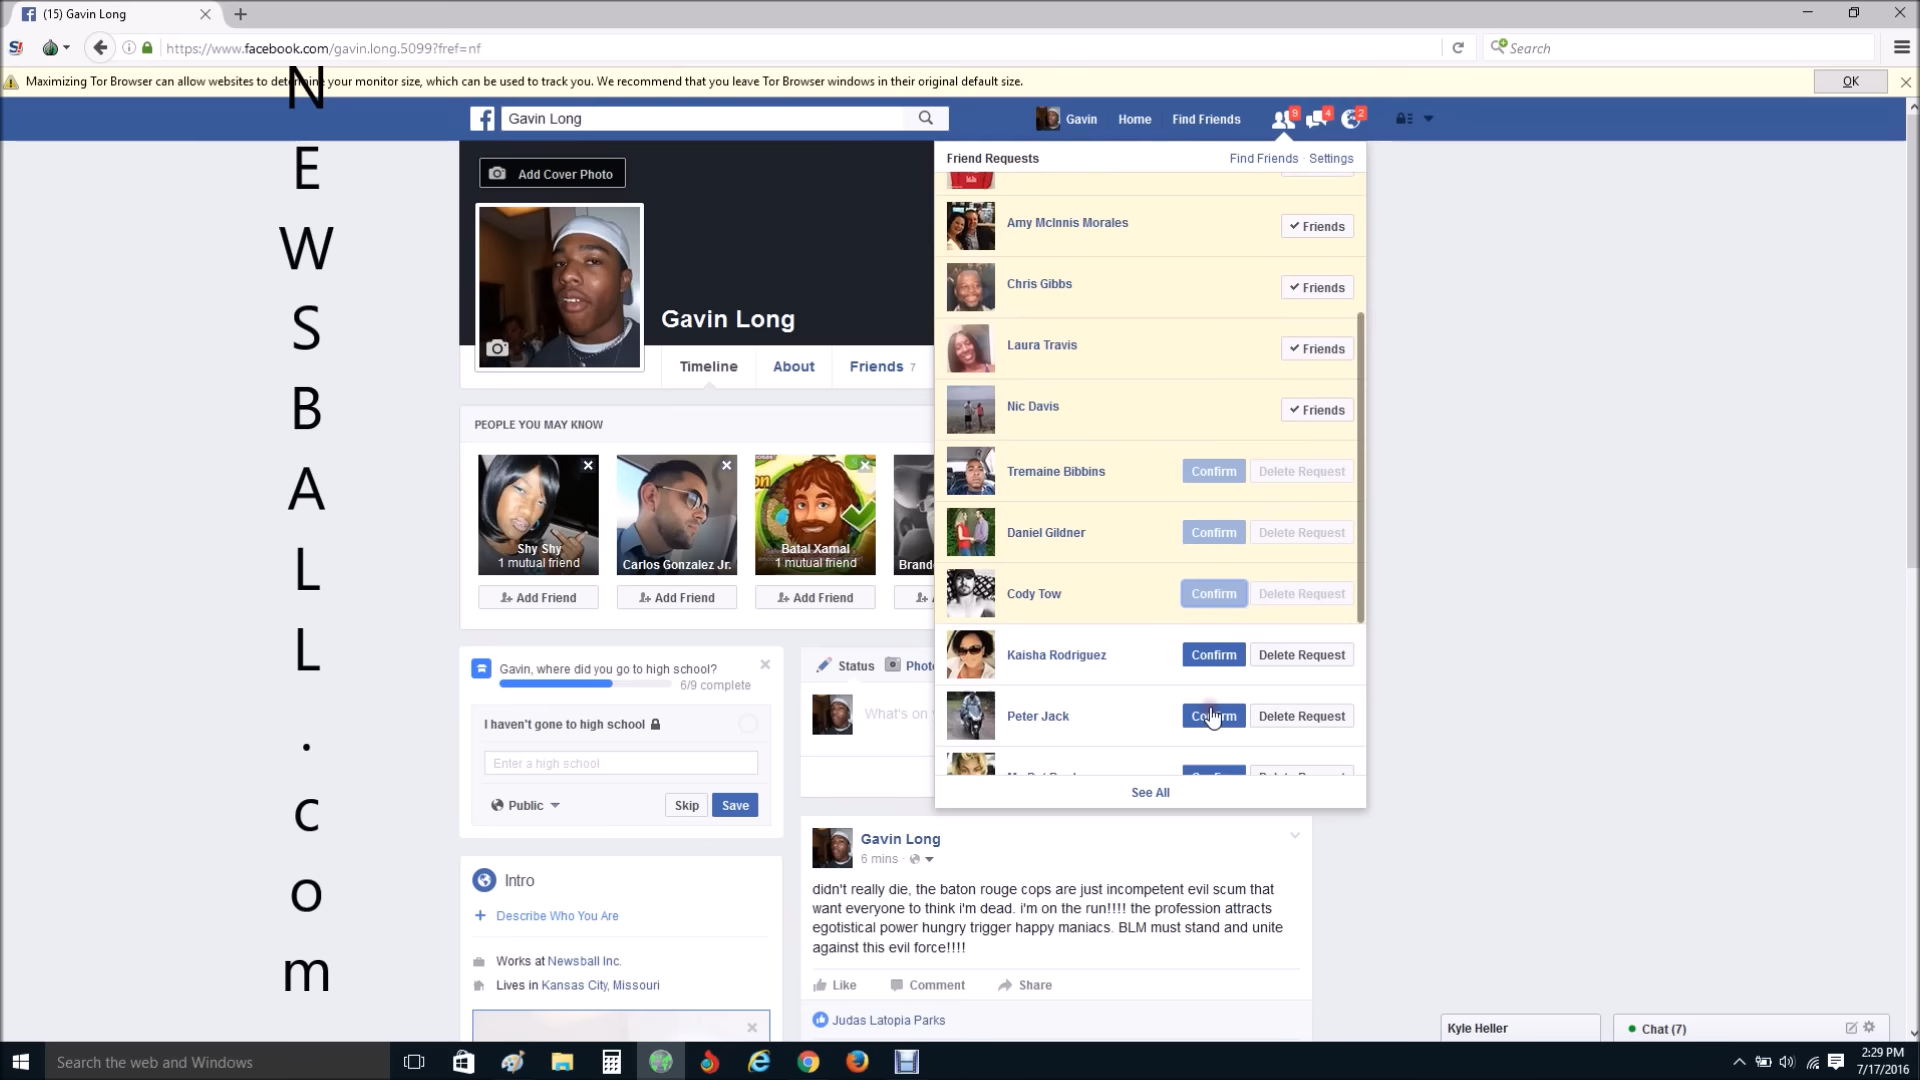 (15) Gavin Long
https://www.facebook.com/gavin.long.5099?fref=nf
Search
Maximizing Tor Browser can allow websites to determine your monitor size, which can be used to track you. We recommend that you leave Tor Browser windows in their original default size.
OK
NEWSBALL.com
Gavin Long
Gavin
Home
Find Friends
9
4
2
Add Cover Photo
Gavin Long
Timeline
About
Friends 7
Friend Requests
Find Friends · Settings
Amy McInnis Morales
Friends
Chris Gibbs
Friends
Laura Travis
Friends
Nic Davis
Friends
Tremaine Bibbins
Confirm
Delete Request
Daniel Gildner
Confirm
Delete Request
Cody Tow
Confirm
Delete Request
Kaisha Rodriguez
Confirm
Delete Request
Peter Jack
Confirm
Delete Request
See All
PEOPLE YOU MAY KNOW
Shy Shy
1 mutual friend
Add Friend
Carlos Gonzalez Jr.
Add Friend
Batal Xamal
1 mutual friend
Add Friend
Gavin, where did you go to high school?
6/9 complete
I haven't gone to high school
Enter a high school
Public
Skip
Save
Status
Photo
What's on
Intro
Describe Who You Are
Works at Newsball Inc.
Lives in Kansas City, Missouri
Gavin Long
6 mins ·
didn't really die, the baton rouge cops are just incompetent evil scum that
want everyone to think i'm dead. i'm on the run!!!! the profession attracts
egotistical power hungry trigger happy maniacs. BLM must stand and unite
against this evil force!!!!
Like
Comment
Share
Judas Latopia Parks
Kyle Heller
Chat (7)
Search the web and Windows
2:29 PM
7/17/2016